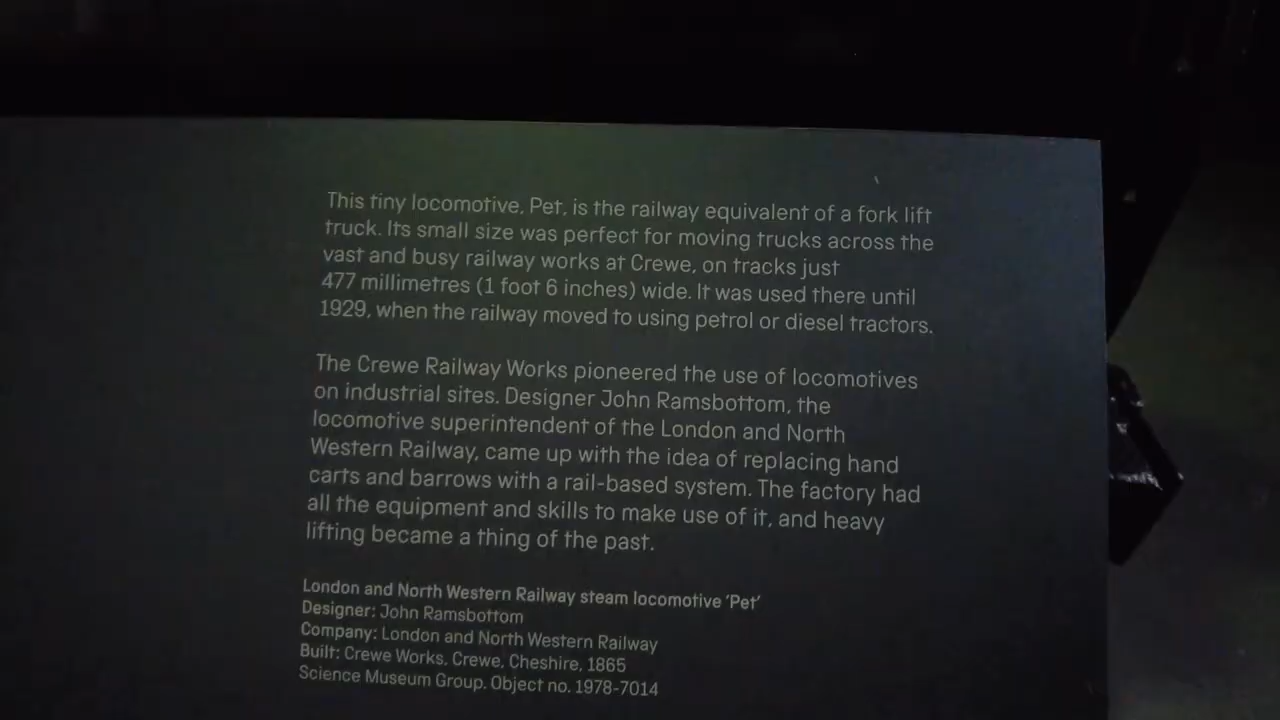 This tiny locomotive, Pet, is the railway equivalent of a fork lift
truck. Its small size was perfect for moving trucks across the
vast and busy railway works at Crewe, on tracks just
477 millimetres (1 foot 6 inches) wide. It was used there until
1929, when the railway moved to using petrol or diesel tractors.
The Crewe Railway Works pioneered the use of locomotives
on industrial sites. Designer John Ramsbottom, the
locomotive superintendent of the London and North
Western Railway, came up with the idea of replacing hand
carts and barrows with a rail-based system. The factory had
all the equipment and skills to make use of it, and heavy
lifting became a thing of the past.
London and North Western Railway steam locomotive 'Pet'
Designer: John Ramsbottom
Company: London and North Western Railway
Built: Crewe Works, Crewe, Cheshire, 1865
Science Museum Group. Object no. 1978-7014